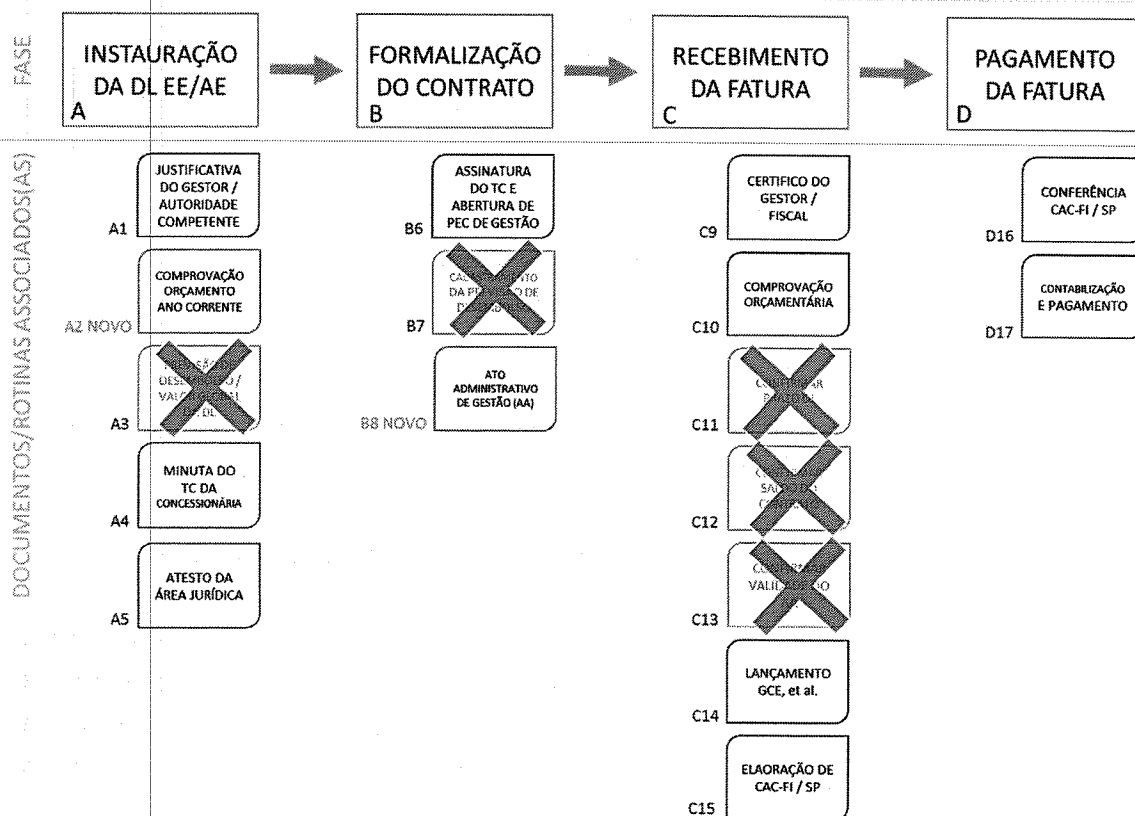 FASE
INSTAURAÇÃO
DA DL EE/AE
A
FORMALIZAÇÃO
DO CONTRATO
B
RECEBIMENTO
DA FATURA
C
PAGAMENTO
DA FATURA
D
DOCUMENTOS/ROTINAS ASSOCIADOS(AS)
JUSTIFICATIVA
DO GESTOR /
AUTORIDADE
COMPETENTE
A1
COMPROVAÇÃO
ORÇAMENTO
ANO CORRENTE
A2 NOVO
A3
MINUTA DO
TC DA
CONCESSIONÁRIA
A4
ATESTO DA
ÁREA JURÍDICA
A5
ASSINATURA
DO TC E
ABERTURA DE
PEC DE GESTÃO
B6
B7
ATO
ADMINISTRATIVO
DE GESTÃO (AA)
B8 NOVO
CERTIFICO DO
GESTOR /
FISCAL
C9
COMPROVAÇÃO
ORÇAMENTÁRIA
C10
C11
C12
C13
LANÇAMENTO
GCE, et al.
C14
ELAORAÇÃO DE
CAC-FI / SP
C15
CONFERÊNCIA
CAC-FI / SP
D16
CONTABILIZAÇÃO
E PAGAMENTO
D17